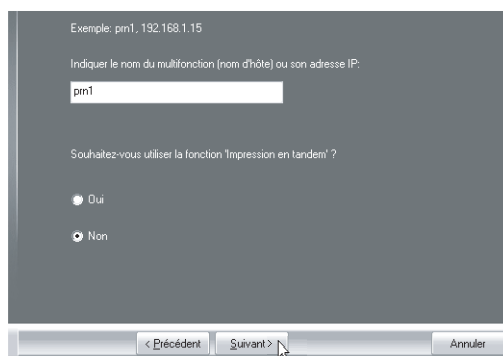 Exemple: prn1, 192.168.1.15
Indiquer le nom du multifonction (nom d'hôte) ou son adresse IP:
prn1
Souhaitez-vous utiliser la fonction 'Impression en tandem' ?
Oui
Non
< Précédent Suivant > Annuler